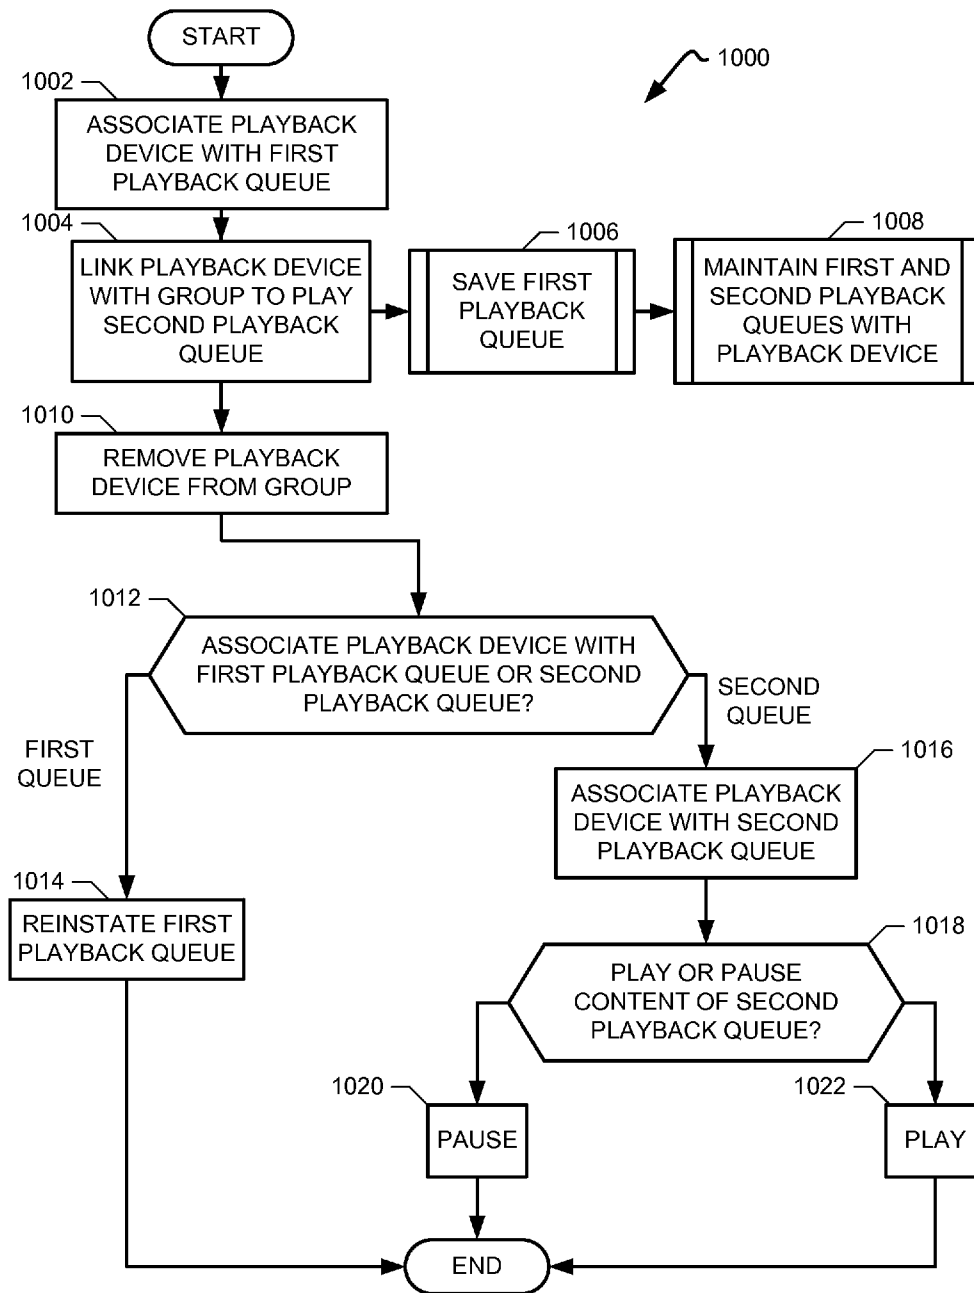 START
1000
1002
ASSOCIATE PLAYBACK
DEVICE WITH FIRST
PLAYBACK QUEUE
1004
LINK PLAYBACK DEVICE
WITH GROUP TO PLAY
SECOND PLAYBACK
QUEUE
1006
SAVE FIRST
PLAYBACK
QUEUE
1008
MAINTAIN FIRST AND
SECOND PLAYBACK
QUEUES WITH
PLAYBACK DEVICE
1010
REMOVE PLAYBACK
DEVICE FROM GROUP
1012
ASSOCIATE PLAYBACK DEVICE WITH
FIRST PLAYBACK QUEUE OR SECOND
PLAYBACK QUEUE?
FIRST
QUEUE
SECOND
QUEUE
1014
REINSTATE FIRST
PLAYBACK QUEUE
1016
ASSOCIATE PLAYBACK
DEVICE WITH SECOND
PLAYBACK QUEUE
1018
PLAY OR PAUSE
CONTENT OF SECOND
PLAYBACK QUEUE?
1020
PAUSE
1022
PLAY
END